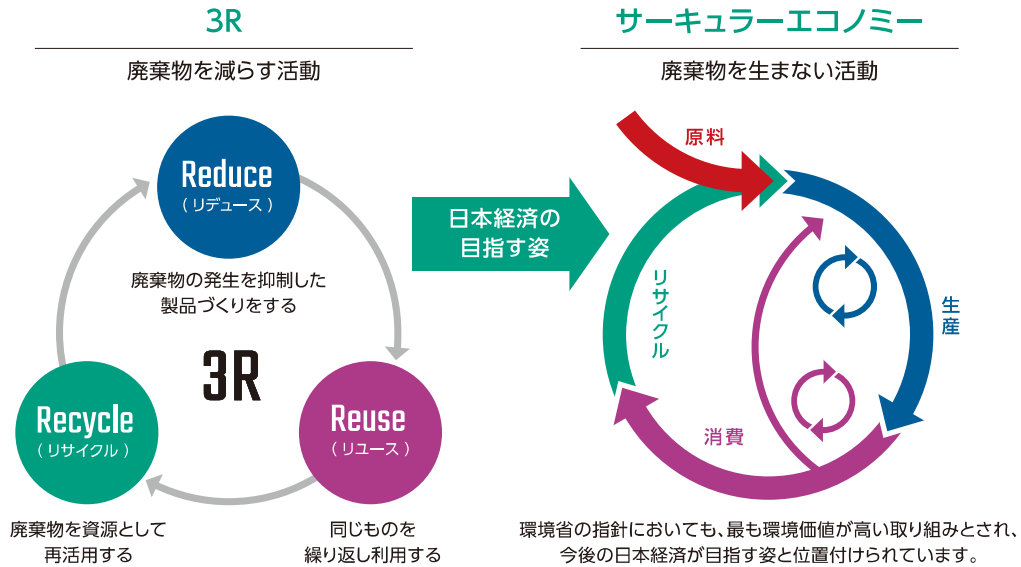 3R
廃棄物を減らす活動
Reduce
(リデュース)
廃棄物の発生を抑制した
製品づくりをする
3R
Recycle
(リサイクル)
廃棄物を資源として
再活用する
Reuse
(リユース)
同じものを
繰り返し利用する
日本経済の
目指す姿
サーキュラーエコノミー
廃棄物を生まない活動
原料
生産
消費
リサイクル
環境省の指針においても、最も環境価値が高い取り組みとされ、
今後の日本経済が目指す姿と位置付けられています。